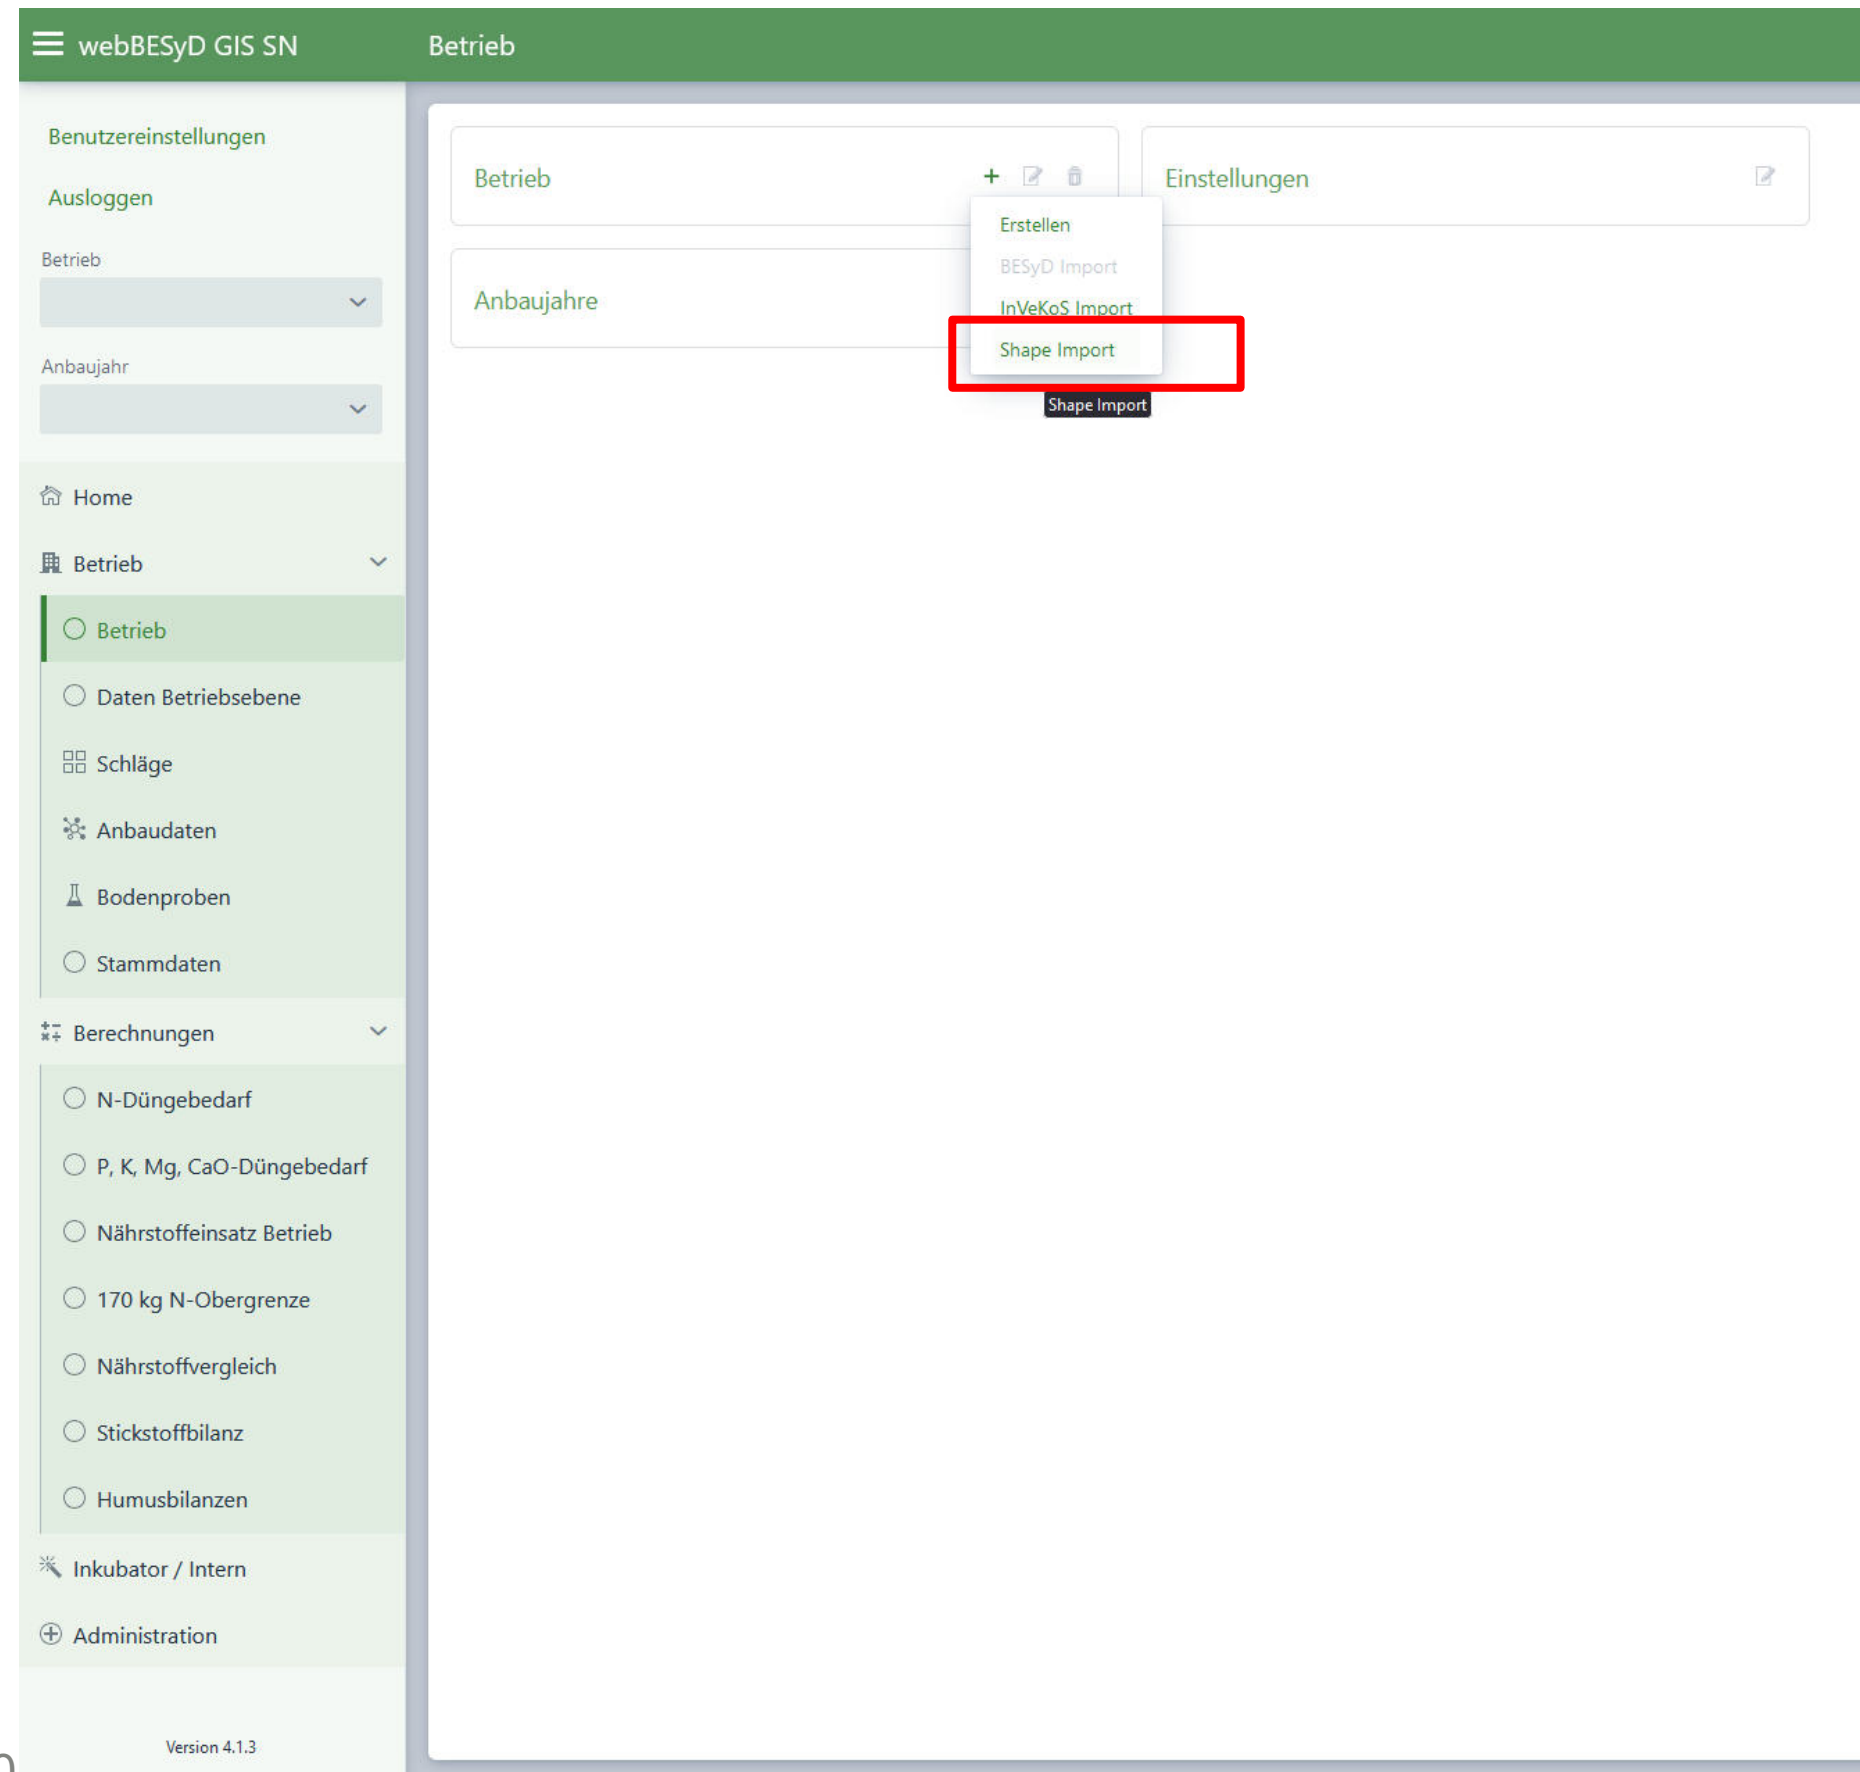 webBESyD GIS SN
Betrieb
Benutzereinstellungen
Ausloggen
Betrieb
Anbaujahr
Home
Betrieb
Betrieb
Daten Betriebsebene
Schläge
Anbaudaten
Bodenproben
Stammdaten
Berechnungen
N-Düngebedarf
P, K, Mg, CaO-Düngebedarf
Nährstoffeinsatz Betrieb
170 kg N-Obergrenze
Nährstoffvergleich
Stickstoffbilanz
Humusbilanzen
Inkubator / Intern
Administration
Version 4.1.3
Betrieb
Einstellungen
Anbaujahre
Erstellen
BESyD Import
InVeKoS Import
Shape Import
Shape Import